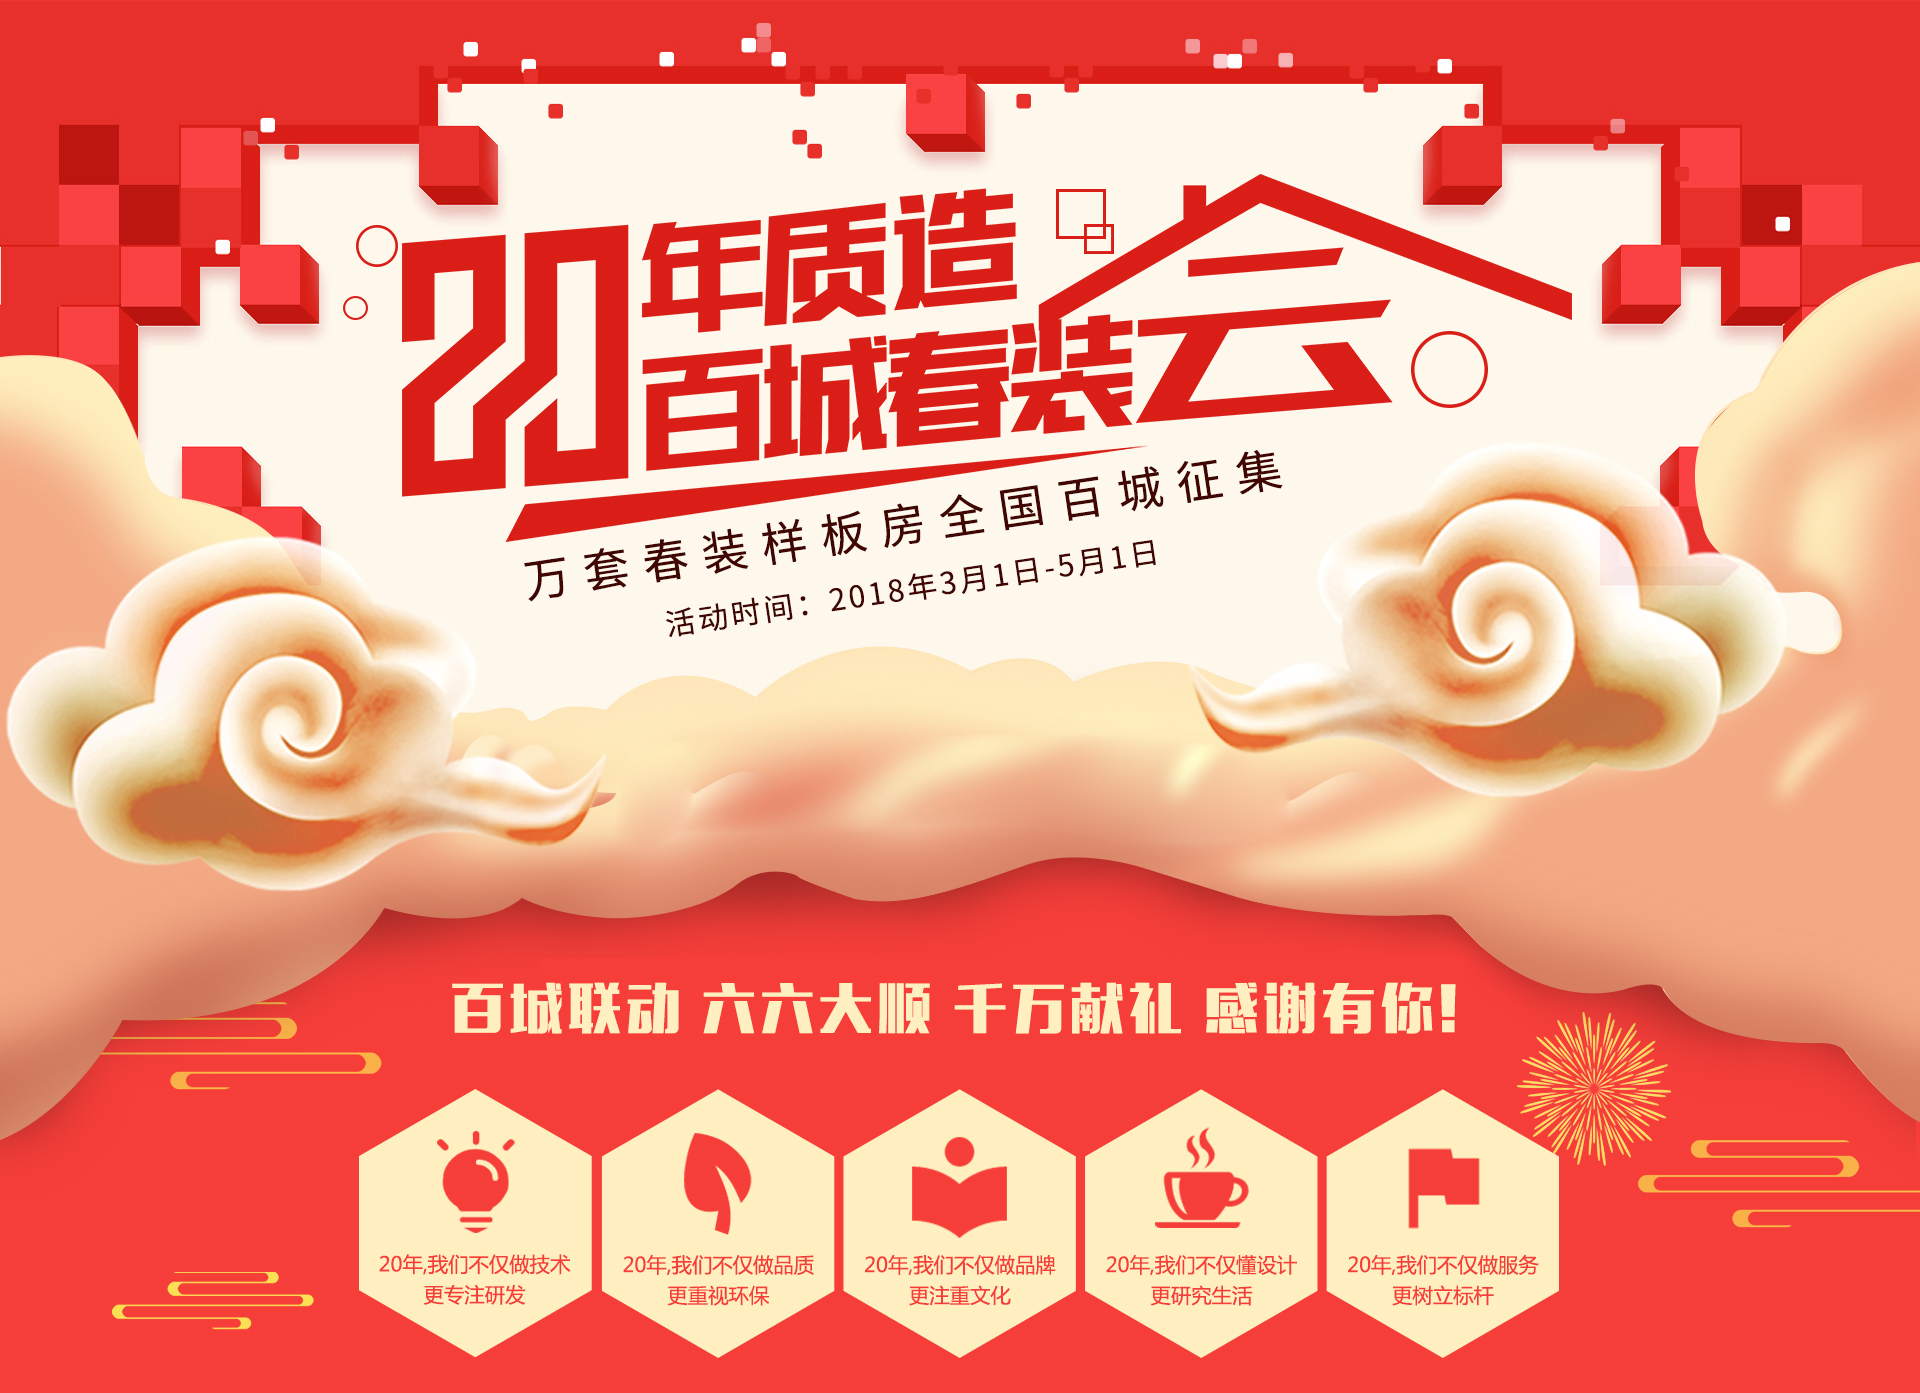 20年质造
百城春装会
万套春装样板房全国百城征集
活动时间：2018年3月1日-5月1日
百城联动 六六大顺 千万献礼 感谢有你!
20年,我们不仅做技术
更专注研发
20年,我们不仅做品质
更重视环保
20年,我们不仅做品牌
更注重文化
20年,我们不仅懂设计
更研究生活
20年,我们不仅做服务
更树立标杆